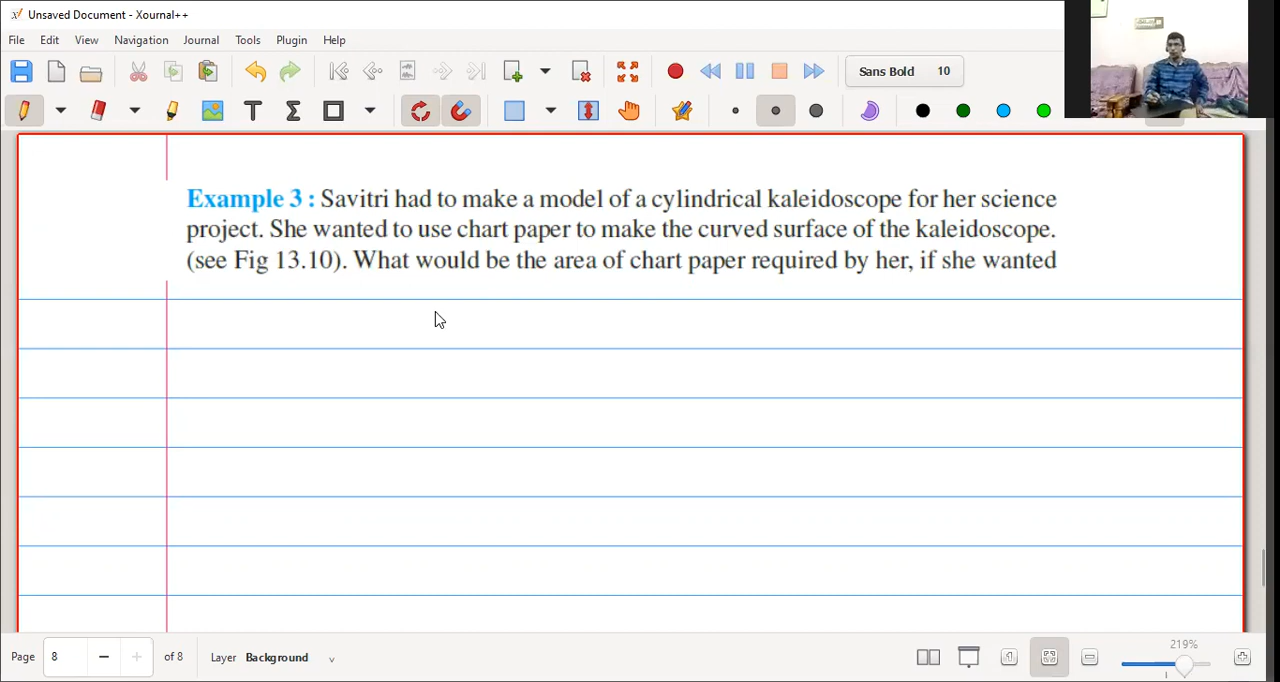 Unsaved Document - Xournal++
File Edit View Navigation Journal Tools Plugin Help
Sans Bold 10
Example 3 : Savitri had to make a model of a cylindrical kaleidoscope for her science
project. She wanted to use chart paper to make the curved surface of the kaleidoscope.
(see Fig 13.10). What would be the area of chart paper required by her, if she wanted
Page 8 of 8 Layer Background 219%